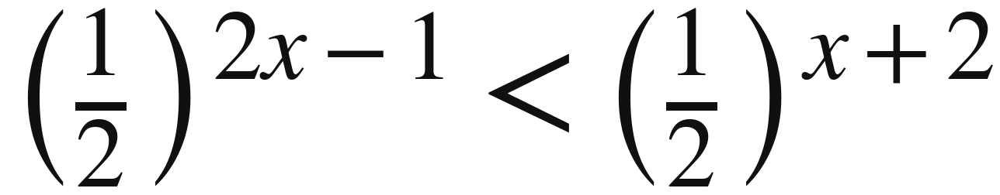 (1/2)^{2x − 1} < (1/2)^{x + 2}